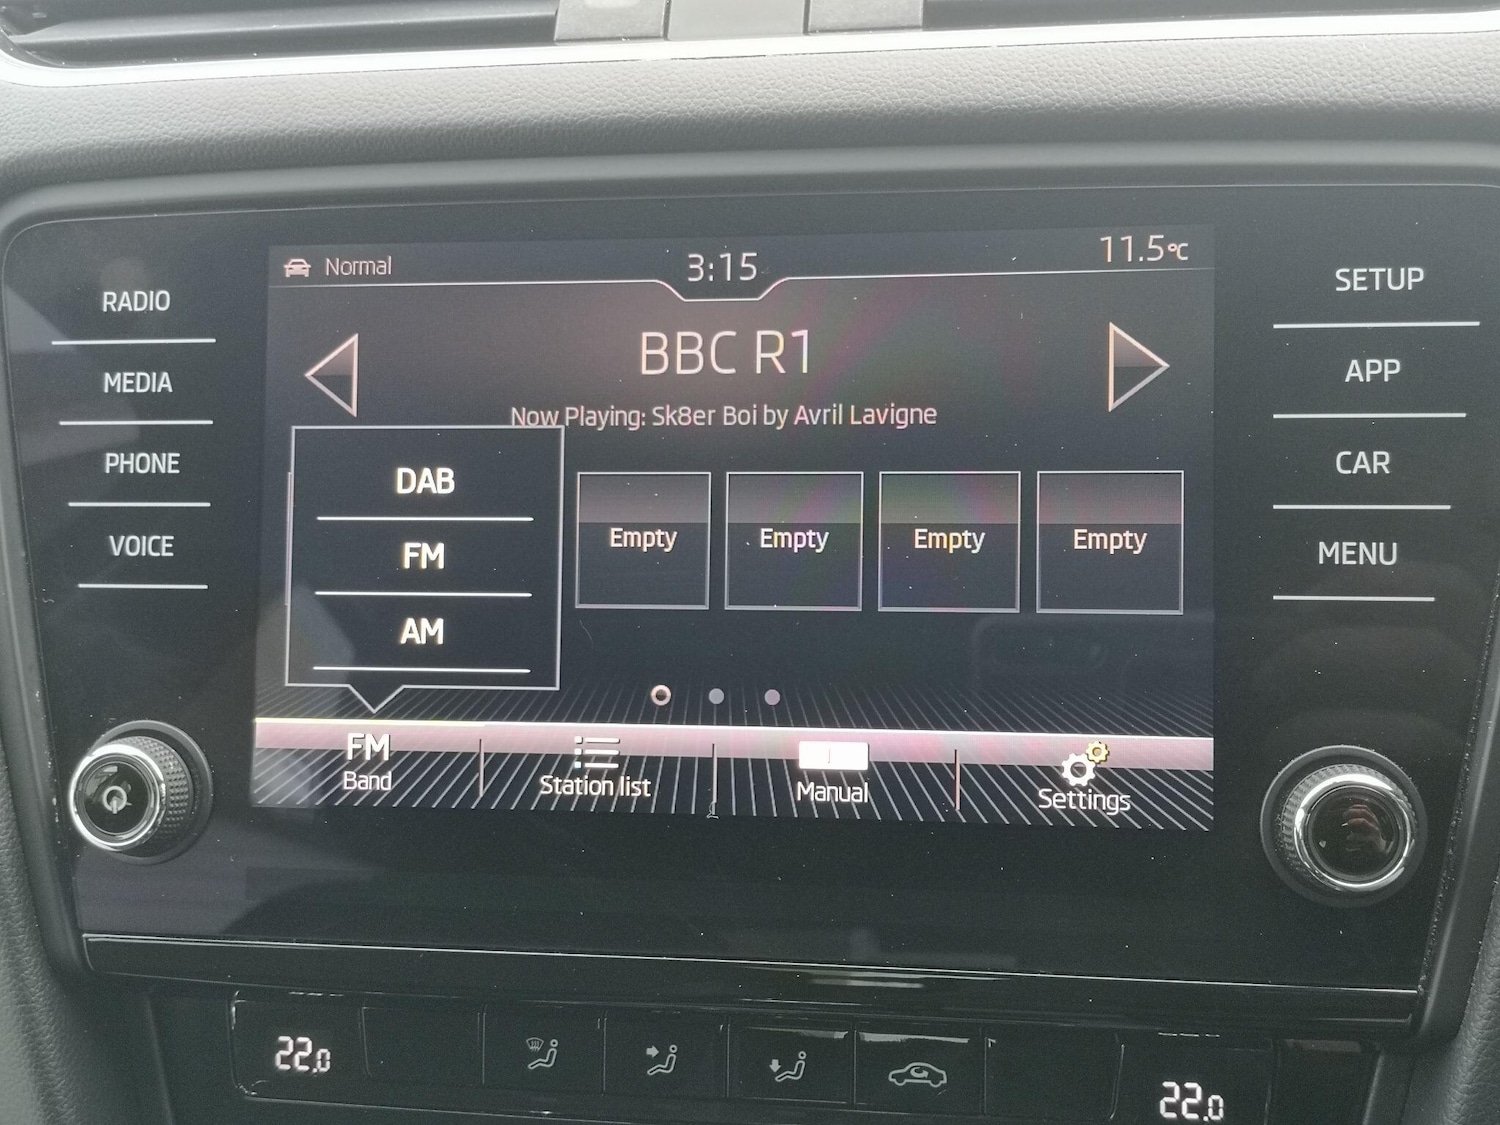 Normal
3:15
11.5°C
RADIO
MEDIA
PHONE
VOICE
BBC R1
Now Playing: Sk8er Boi by Avril Lavigne
DAB
FM
AM
Empty
Empty
Empty
Empty
FM
Band
Station list
Manual
Settings
SETUP
APP
CAR
MENU
22.0
22.0